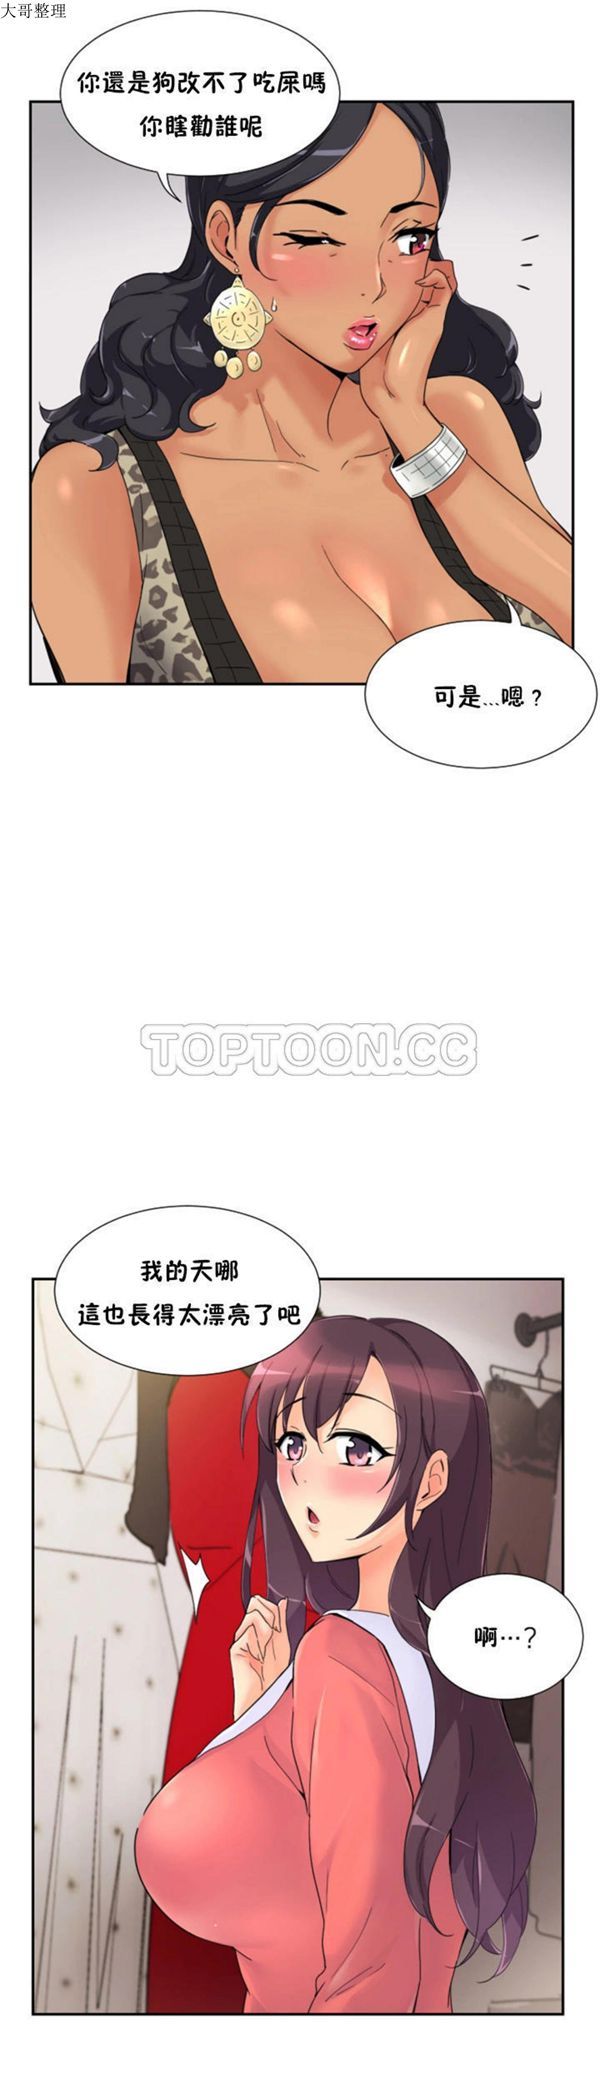 大哥整理
你還是狗改不了吃屎嗎
你瞎勸誰呢
可是...嗯？
TOPTOON.CC
我的天哪
這也長得太漂亮了吧
啊…?